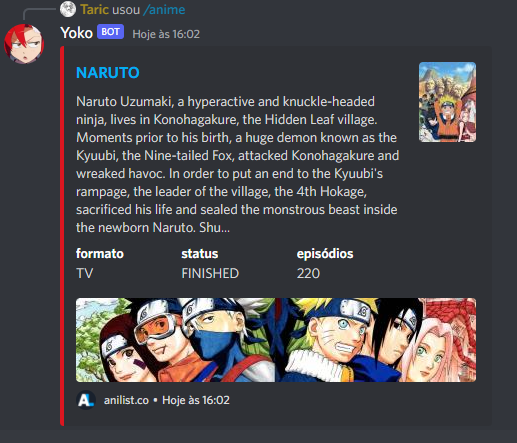 Taric usou /anime
Yoko BOT Hoje às 16:02
NARUTO
Naruto Uzumaki, a hyperactive and knuckle-headed
ninja, lives in Konohagakure, the Hidden Leaf village.
Moments prior to his birth, a huge demon known as the
Kyuubi, the Nine-tailed Fox, attacked Konohagakure and
wreaked havoc. In order to put an end to the Kyuubi's
rampage, the leader of the village, the 4th Hokage,
sacrificed his life and sealed the monstrous beast inside
the newborn Naruto. Shu...
formato status episódios
TV FINISHED 220
AL anilist.co • Hoje às 16:02